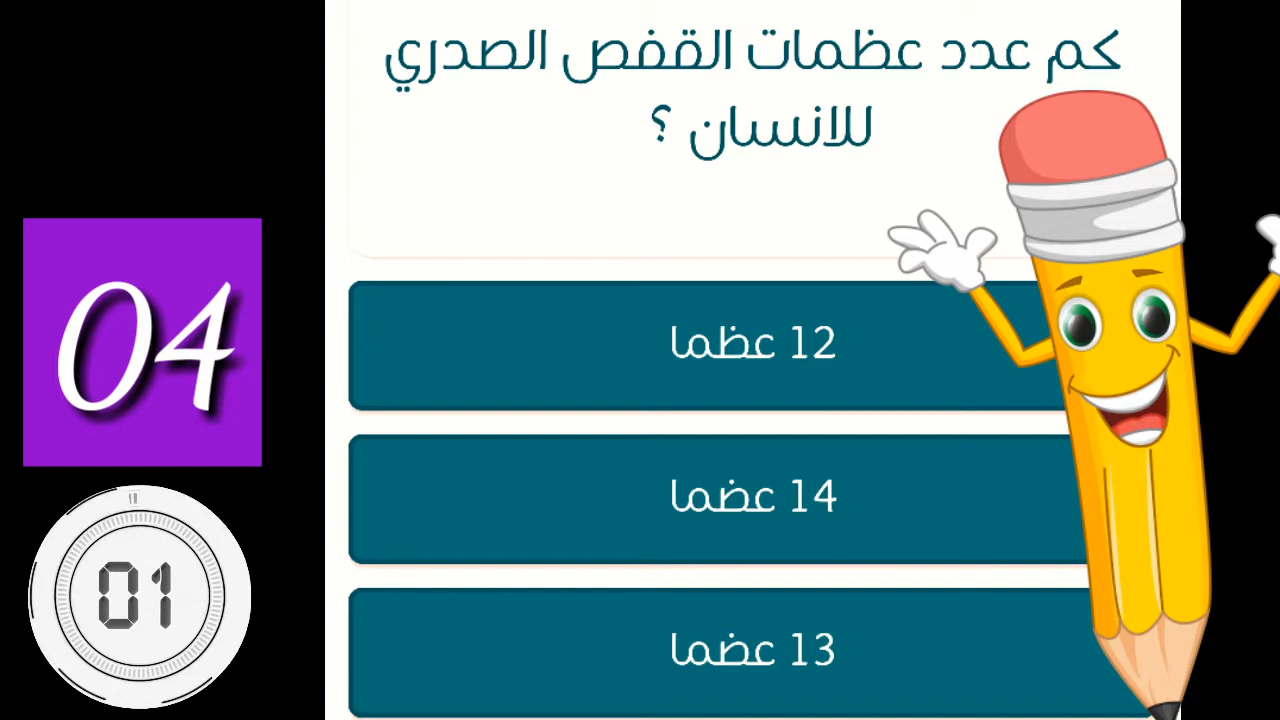 كم عدد عظمات القفص الصدري
للانسان ؟
04
12 عظما
14 عضما
01
13 عضما